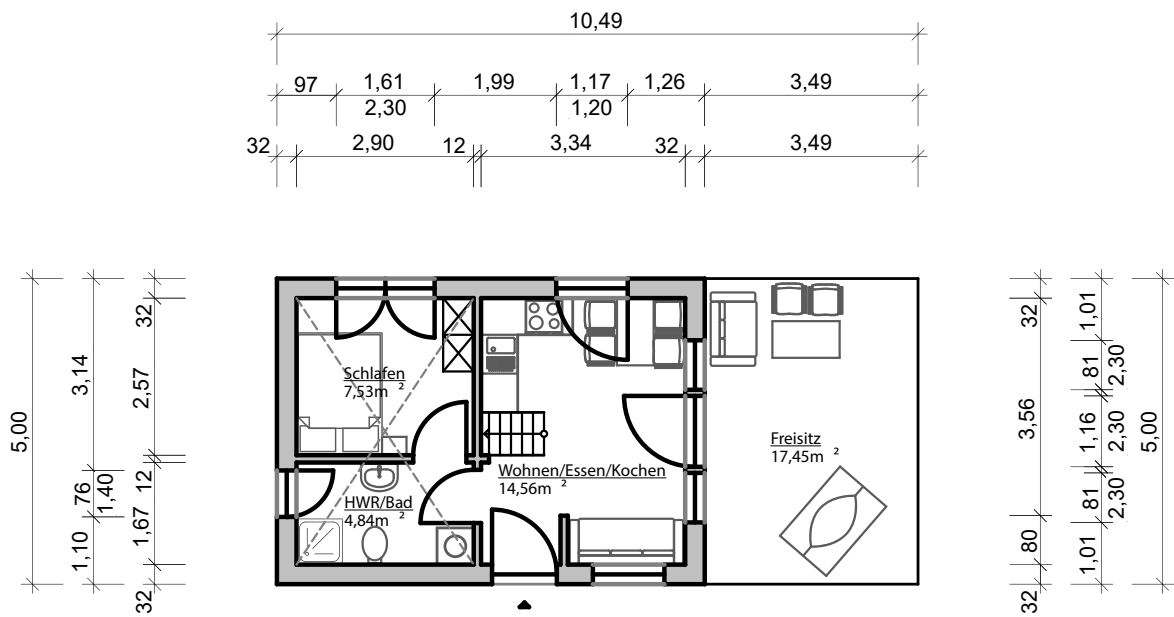 10,49
97 1,61 1,99 1,17 1,26 3,49
2,30 1,20
32 2,90 12 3,34 32 3,49
5,00
3,14
76
1,40
1,10
32
2,57
12
1,67
32
Schlafen
7,53m ²
HWR/Bad
4,84m ²
Wohnen/Essen/Kochen
14,56m ²
Freisitz
17,45m ²
32
3,56
80
32
1,01
81
2,30
1,16
2,30
81
2,30
1,01
5,00